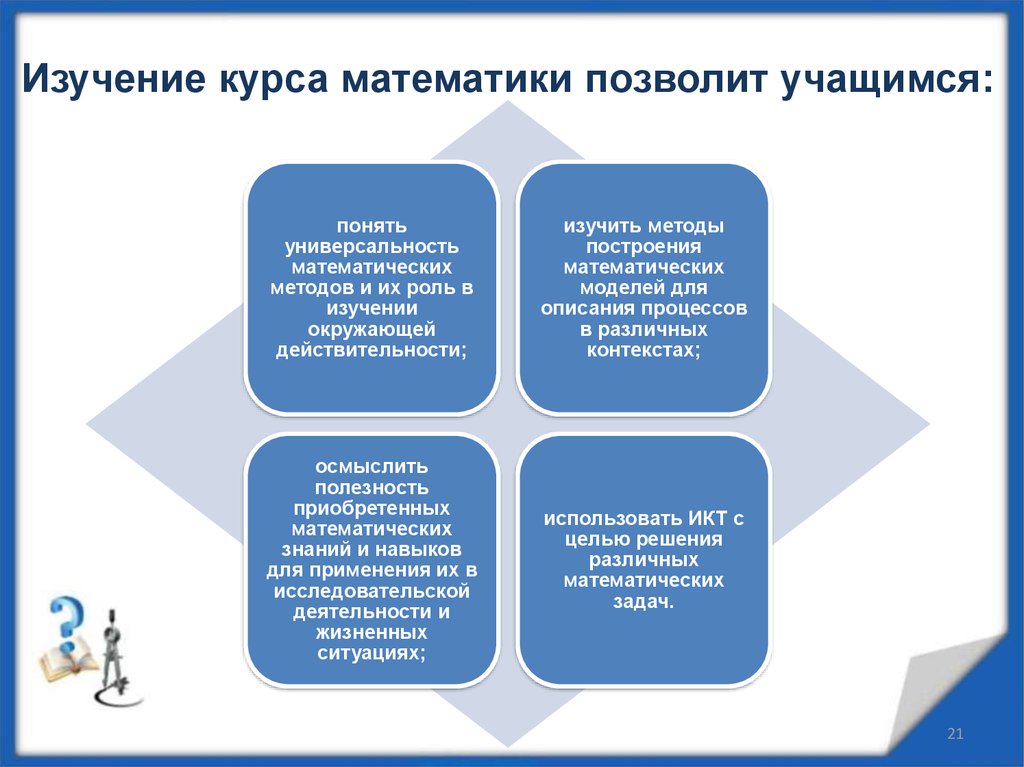 Изучение курса математики позволит учащимся:
понять
универсальность
математических
методов и их роль в
изучении
окружающей
действительности;
изучить методы
построения
математических
моделей для
описания процессов
в различных
контекстах;
осмыслить
полезность
приобретенных
математических
знаний и навыков
для применения их в
исследовательской
деятельности и
жизненных
ситуациях;
использовать ИКТ с
целью решения
различных
математических
задач.
21